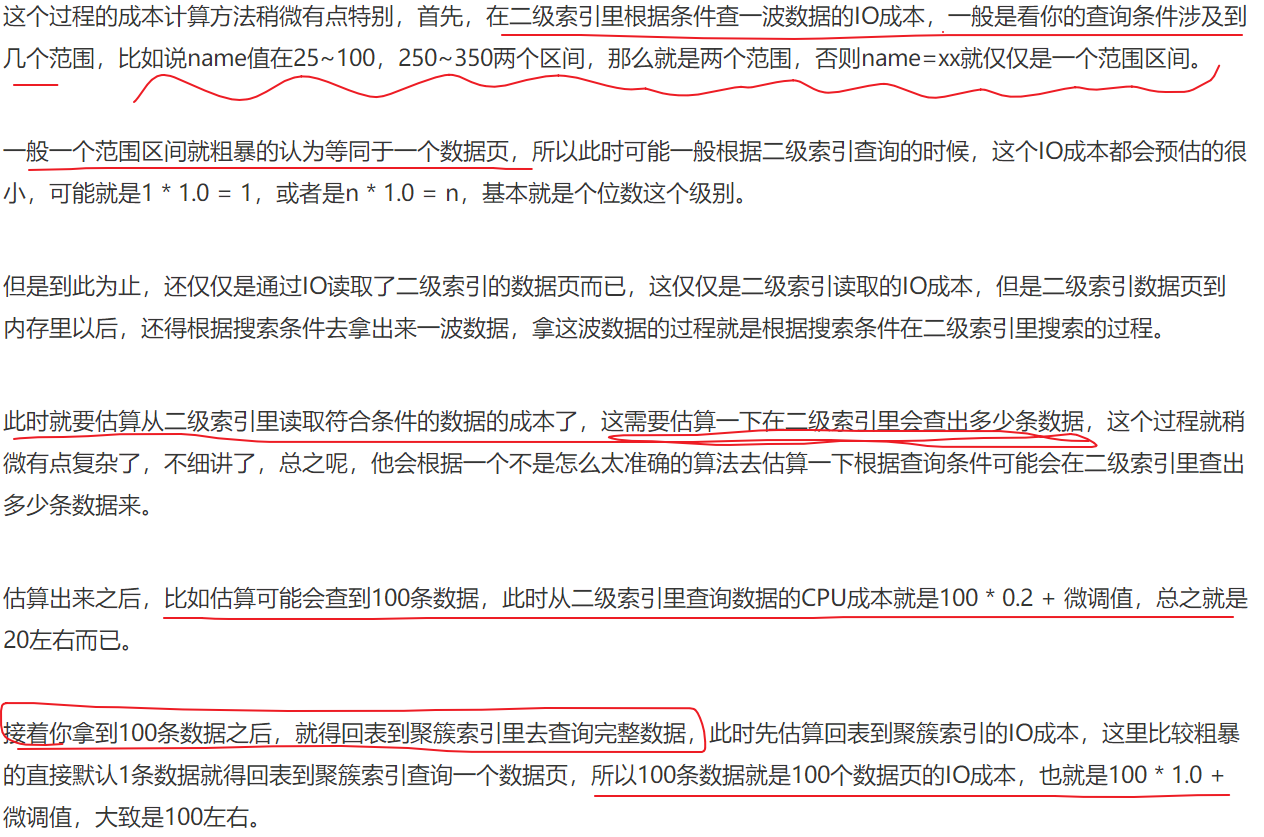 这个过程的成本计算方法稍微有点特别，首先，在二级索引里根据条件查一波数据的IO成本，一般是看你的查询条件涉及到
几个范围，比如说name值在25~100，250~350两个区间，那么就是两个范围，否则name=xx就仅仅是一个范围区间。
一般一个范围区间就粗暴的认为等同于一个数据页，所以此时可能一般根据二级索引查询的时候，这个IO成本都会预估的很
小，可能就是1 * 1.0 = 1，或者是n * 1.0 = n，基本就是个位数这个级别。
但是到此为止，还仅仅是通过IO读取了二级索引的数据页而已，这仅仅是二级索引读取的IO成本，但是二级索引数据页到
内存里以后，还得根据搜索条件去拿出来一波数据，拿这波数据的过程就是根据搜索条件在二级索引里搜索的过程。
此时就要估算从二级索引里读取符合条件的数据的成本了，这需要估算一下在二级索引里会查出多少条数据，这个过程就稍
微有点复杂了，不细讲了，总之呢，他会根据一个不是怎么太准确的算法去估算一下根据查询条件可能会在二级索引里查出
多少条数据来。
估算出来之后，比如估算可能会查到100条数据，此时从二级索引里查询数据的CPU成本就是100 * 0.2 + 微调值，总之就是
20左右而已。
接着你拿到100条数据之后，就得回表到聚簇索引里去查询完整数据，此时先估算回表到聚簇索引的IO成本，这里比较粗暴
的直接默认1条数据就得回表到聚簇索引查询一个数据页，所以100条数据就是100个数据页的IO成本，也就是100 * 1.0 +
微调值，大致是100左右。